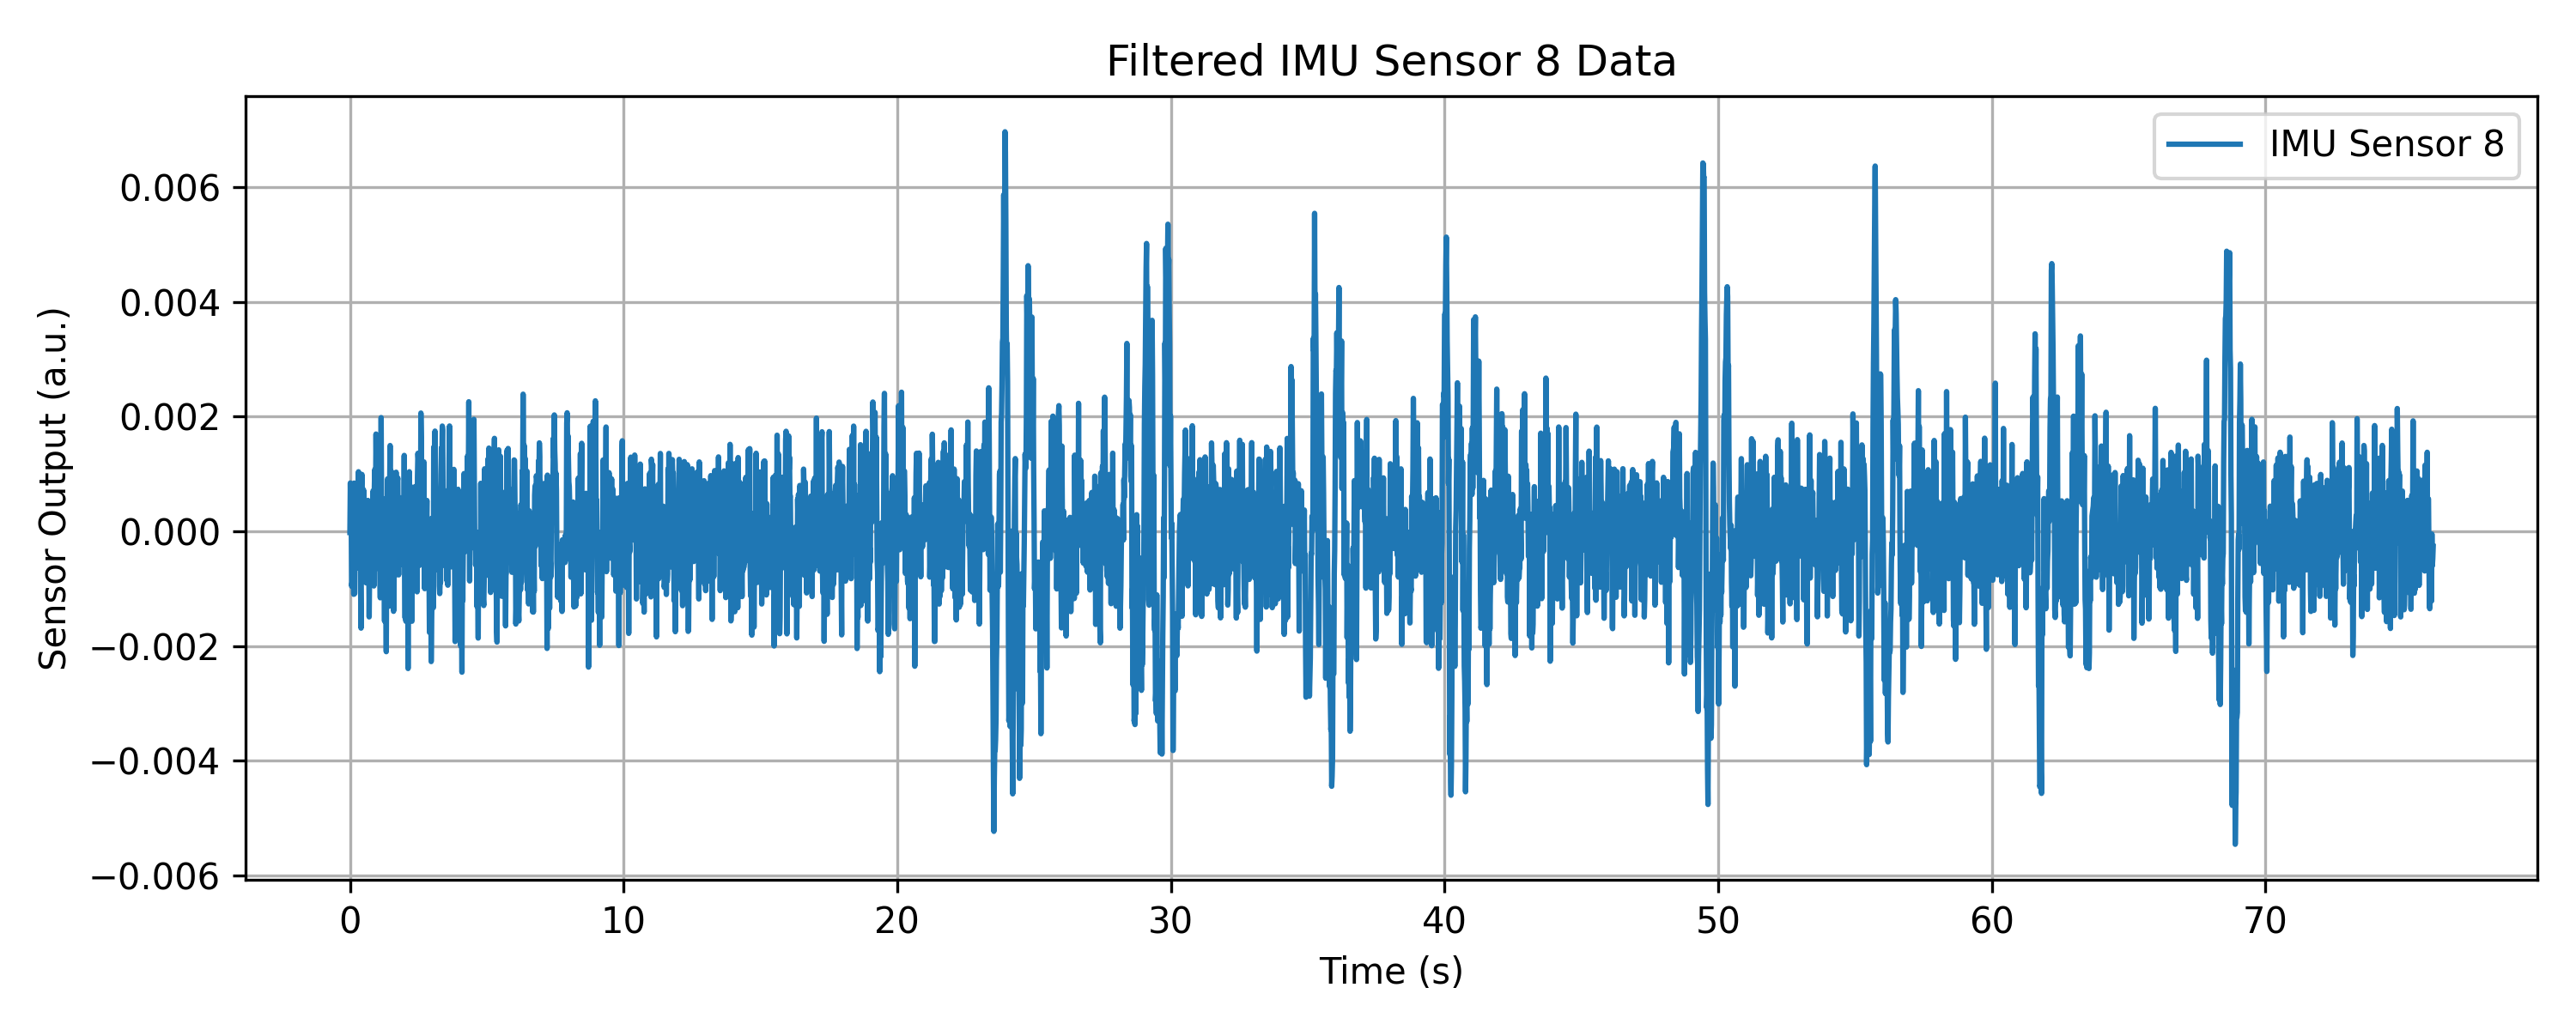 Filtered IMU Sensor 8 Data
IMU Sensor 8
Sensor Output (a.u.)
0.006
0.004
0.002
0.000
−0.002
−0.004
−0.006
0 10 20 30 40 50 60 70
Time (s)